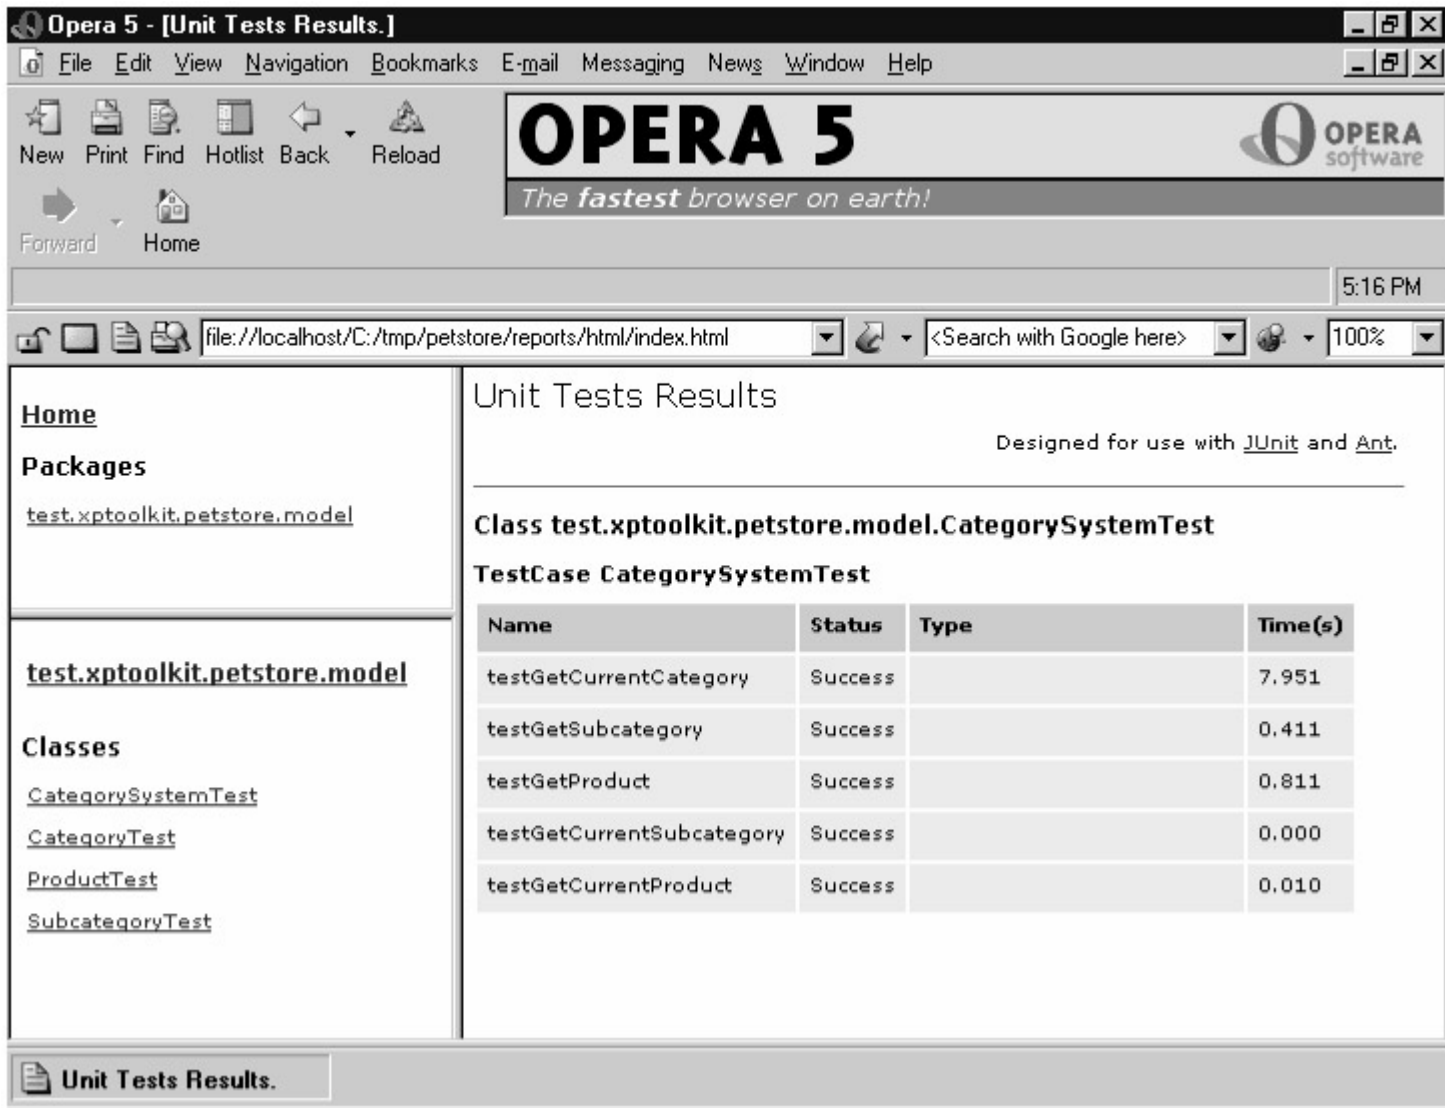 Opera 5 - [Unit Tests Results.]
File Edit View Navigation Bookmarks E-mail Messaging News Window Help
New Print Find Hotlist Back Reload
Forward Home
OPERA 5
The fastest browser on earth!
OPERA
software
5:16 PM
file://localhost/C:/tmp/petstore/reports/html/index.html <Search with Google here> 100%
Home
Packages
test.xptoolkit.petstore.model
test.xptoolkit.petstore.model
Classes
CategorySystemTest
CategoryTest
ProductTest
SubcategoryTest
Unit Tests Results
Designed for use with JUnit and Ant.
Class test.xptoolkit.petstore.model.CategorySystemTest
TestCase CategorySystemTest
Name Status Type Time(s)
testGetCurrentCategory Success 7.951
testGetSubcategory Success 0.411
testGetProduct Success 0.811
testGetCurrentSubcategory Success 0.000
testGetCurrentProduct Success 0.010
Unit Tests Results.